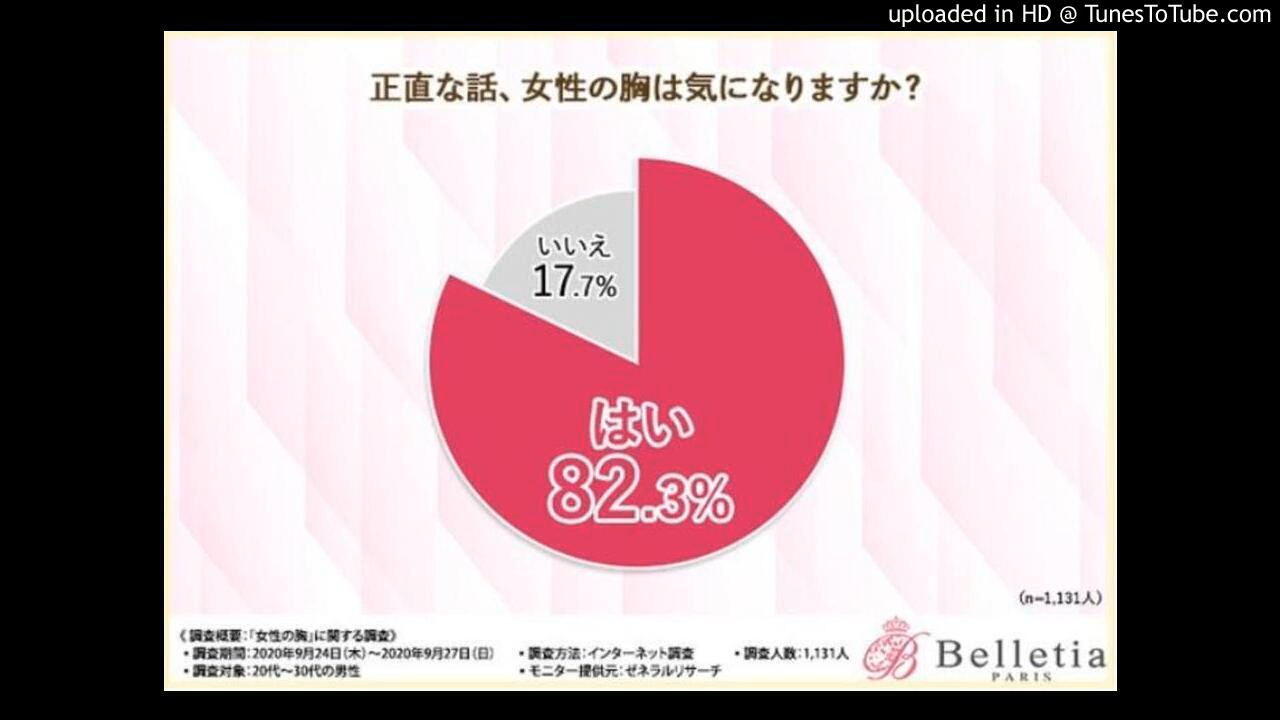 uploaded in HD @ TunesToTube.com
正直な話、女性の胸は気になりますか?
いいえ
17.7%
はい
82.3%
(n=1,131人)
《調査概要:「女性の胸」に関する調査》
・調査期間:2020年9月24日(木)~2020年9月27日(日) ・調査方法:インターネット調査 ・調査人数:1,131人
・調査対象:20代~30代の男性 ・モニター提供元:ゼネラルリサーチ
B
Belletia
PARIS